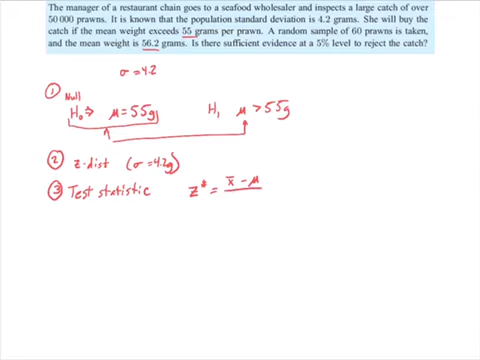 The manager of a restaurant chain goes to a seafood wholesaler and inspects a large catch of over
50 000 prawns. It is known that the population standard deviation is 4.2 grams. She will buy the
catch if the mean weight exceeds 55 grams per prawn. A random sample of 60 prawns is taken,
and the mean weight is 56.2 grams. Is there sufficient evidence at a 5% level to reject the catch?
σ = 4.2
① Null
H₀ ⇒ μ = 55g H₁ μ > 55g
② z-dist (σ = 4.2g)
③ Test statistic z* = x̄ - μ